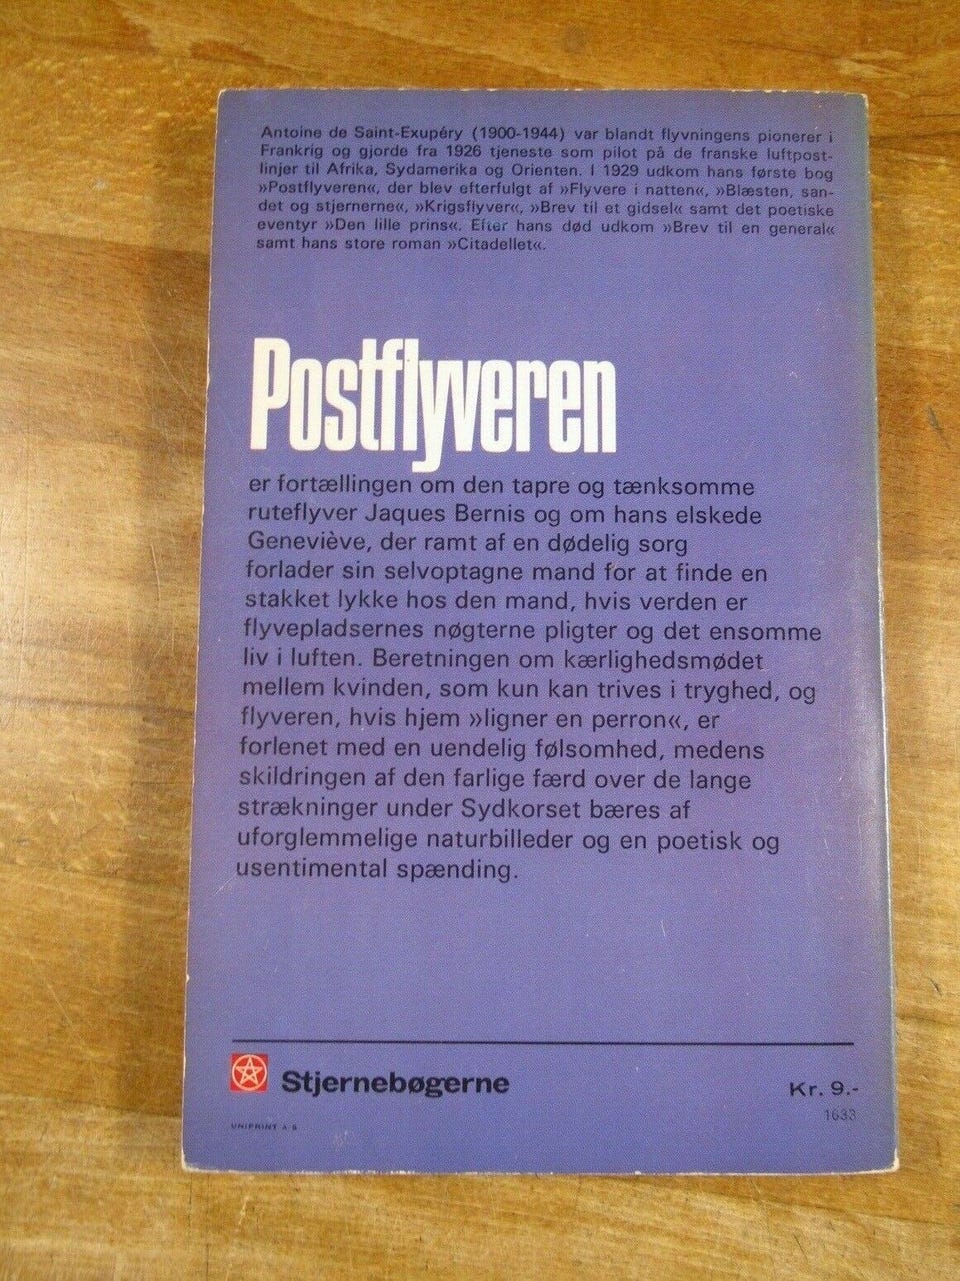 Antoine de Saint-Exupéry (1900-1944) var blandt flyvningens pionerer i
Frankrig og gjorde fra 1926 tjeneste som pilot på de franske luftpost-
linjer til Afrika, Sydamerika og Orienten. I 1929 udkom hans første bog
»Postflyveren«, der blev efterfulgt af »Flyvere i natten«, »Blæsten, san-
det og stjernerne«, »Krigsflyver«, »Brev til et gidsel« samt det poetiske
eventyr »Den lille prins«. Efter hans død udkom »Brev til en general«
samt hans store roman »Citadellet«.
Postflyveren
er fortællingen om den tapre og tænksomme
ruteflyver Jaques Bernis og om hans elskede
Geneviève, der ramt af en dødelig sorg
forlader sin selvoptagne mand for at finde en
stakket lykke hos den mand, hvis verden er
flyvepladsernes nøgterne pligter og det ensomme
liv i luften. Beretningen om kærlighedsmødet
mellem kvinden, som kun kan trives i tryghed, og
flyveren, hvis hjem »ligner en perron«, er
forlenet med en uendelig følsomhed, medens
skildringen af den farlige færd over de lange
strækninger under Sydkorset bæres af
uforglemmelige naturbilleder og en poetisk og
usentimental spænding.
Stjernebøgerne
Kr. 9.-
1633
UNIPRINT A S